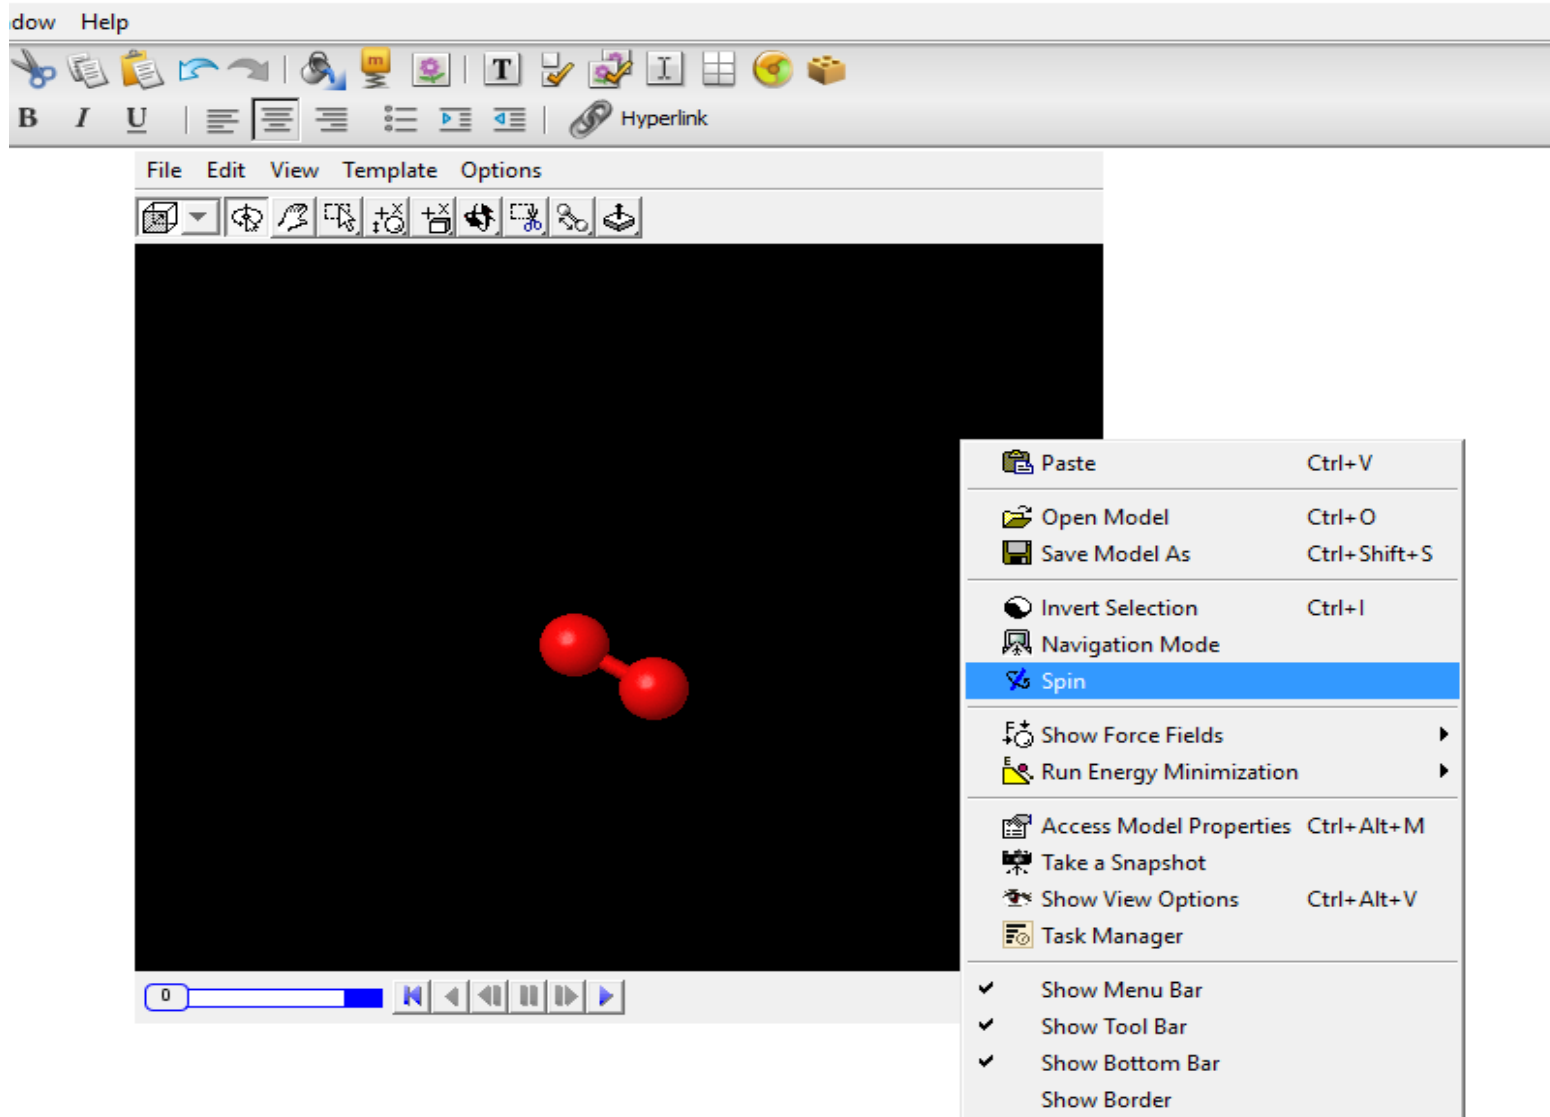 dow Help
m T
B I U Hyperlink
File Edit View Template Options
Paste Ctrl+V
Open Model Ctrl+O
Save Model As Ctrl+Shift+S
Invert Selection Ctrl+I
Navigation Mode
Spin
Show Force Fields
Run Energy Minimization
Access Model Properties Ctrl+Alt+M
Take a Snapshot
Show View Options Ctrl+Alt+V
Task Manager
0
Show Menu Bar
Show Tool Bar
Show Bottom Bar
Show Border